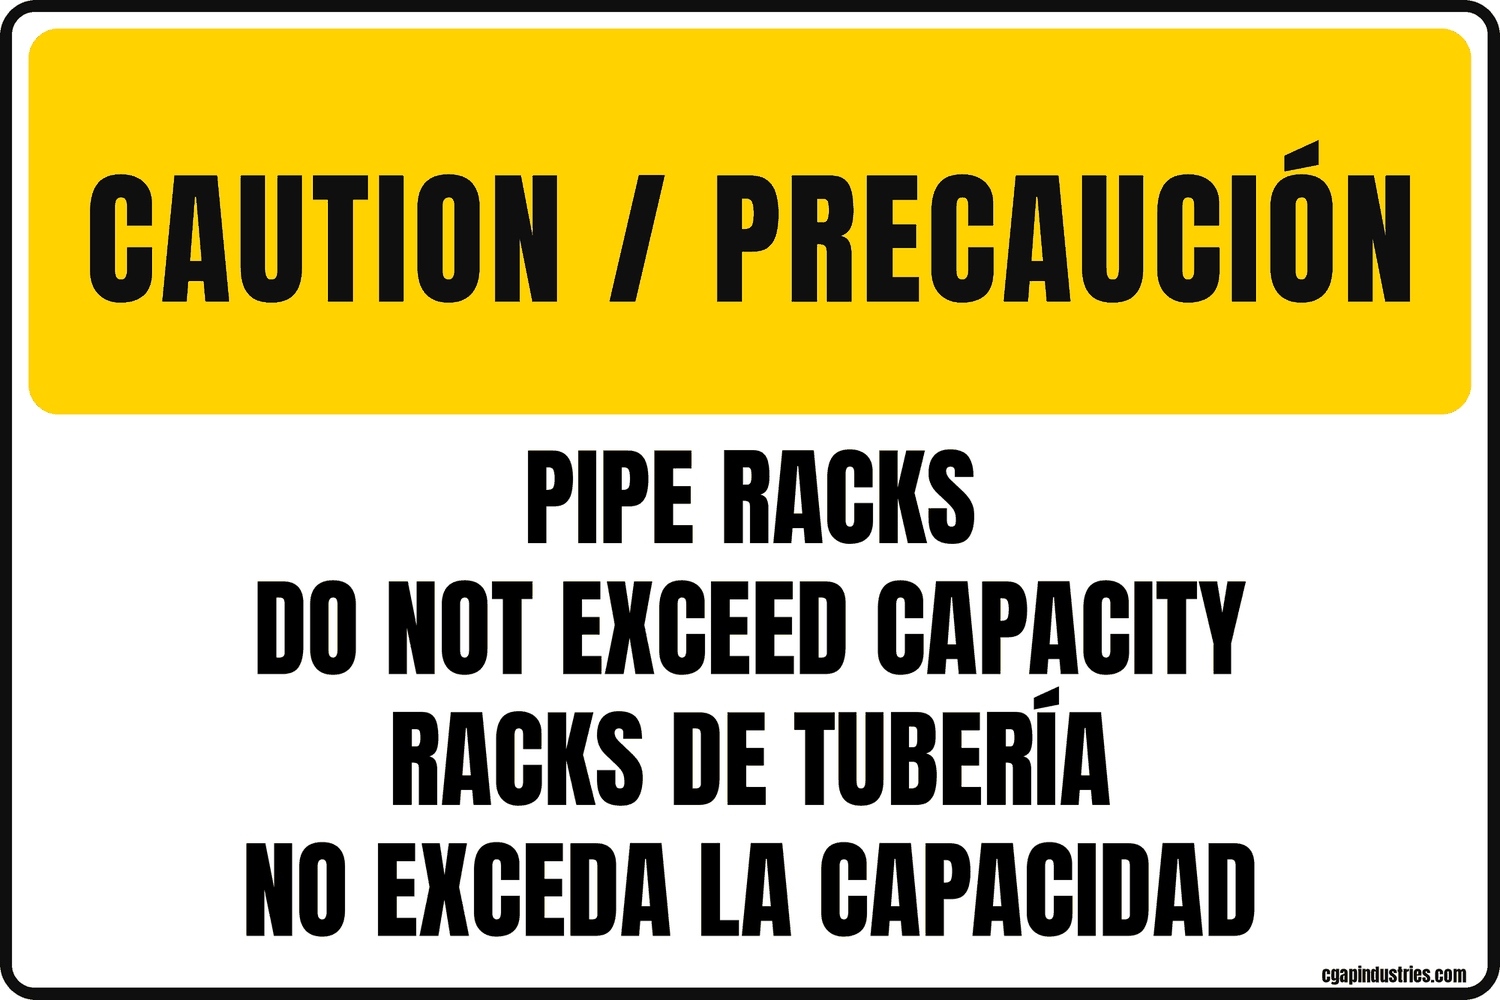 CAUTION / PRECAUCIÓN
PIPE RACKS
DO NOT EXCEED CAPACITY
RACKS DE TUBERÍA
NO EXCEDA LA CAPACIDAD
cgapindustries.com